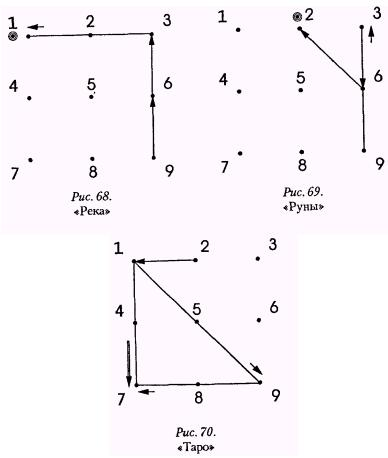 1 2 3
4 5 6
7 8 9
Рис. 68.
«Река»
1 2 3
4 5 6
7 8 9
Рис. 69.
«Руны»
1 2 3
4 5 6
7 8 9
Рис. 70.
«Таро»